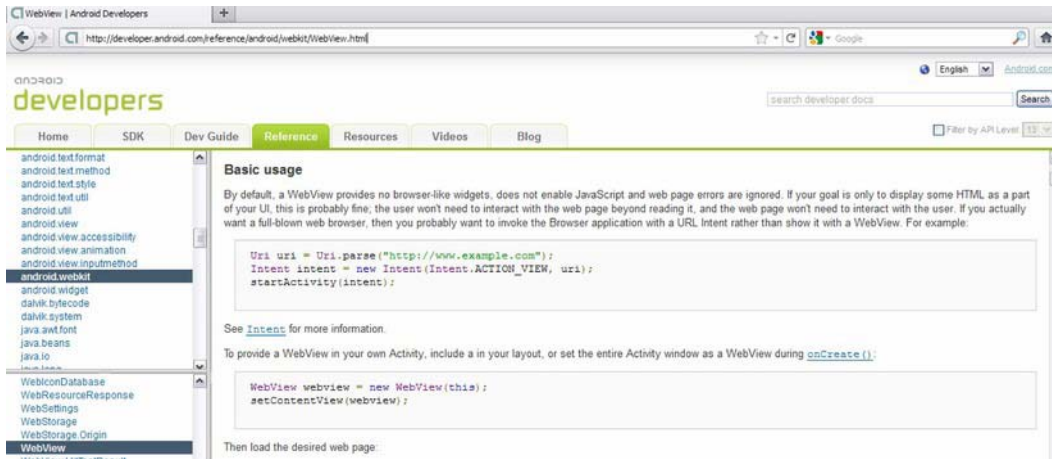 WebView | Android Developers
http://developer.android.com/reference/android/webkit/WebView.html
Google
English
Android.com
android
developers
search developer docs
Search
Home
SDK
Dev Guide
Reference
Resources
Videos
Blog
Filter by API Level: 13
android.text.format
android.text.method
android.text.style
android.text.util
android.util
android.view
android.view.accessibility
android.view.animation
android.view.inputmethod
android.webkit
android.widget
dalvik.bytecode
dalvik.system
java.awt.font
java.beans
java.io
java.lang
WebIconDatabase
WebResourceResponse
WebSettings
WebStorage
WebStorage.Origin
WebView
Basic usage
By default, a WebView provides no browser-like widgets, does not enable JavaScript and web page errors are ignored. If your goal is only to display some HTML as a part
of your UI, this is probably fine; the user won't need to interact with the web page beyond reading it, and the web page won't need to interact with the user. If you actually
want a full-blown web browser, then you probably want to invoke the Browser application with a URL Intent rather than show it with a WebView. For example:
Uri uri = Uri.parse("http://www.example.com");
Intent intent = new Intent(Intent.ACTION_VIEW, uri);
startActivity(intent);
See Intent for more information.
To provide a WebView in your own Activity, include a in your layout, or set the entire Activity window as a WebView during onCreate():
WebView webview = new WebView(this);
setContentView(webview);
Then load the desired web page: